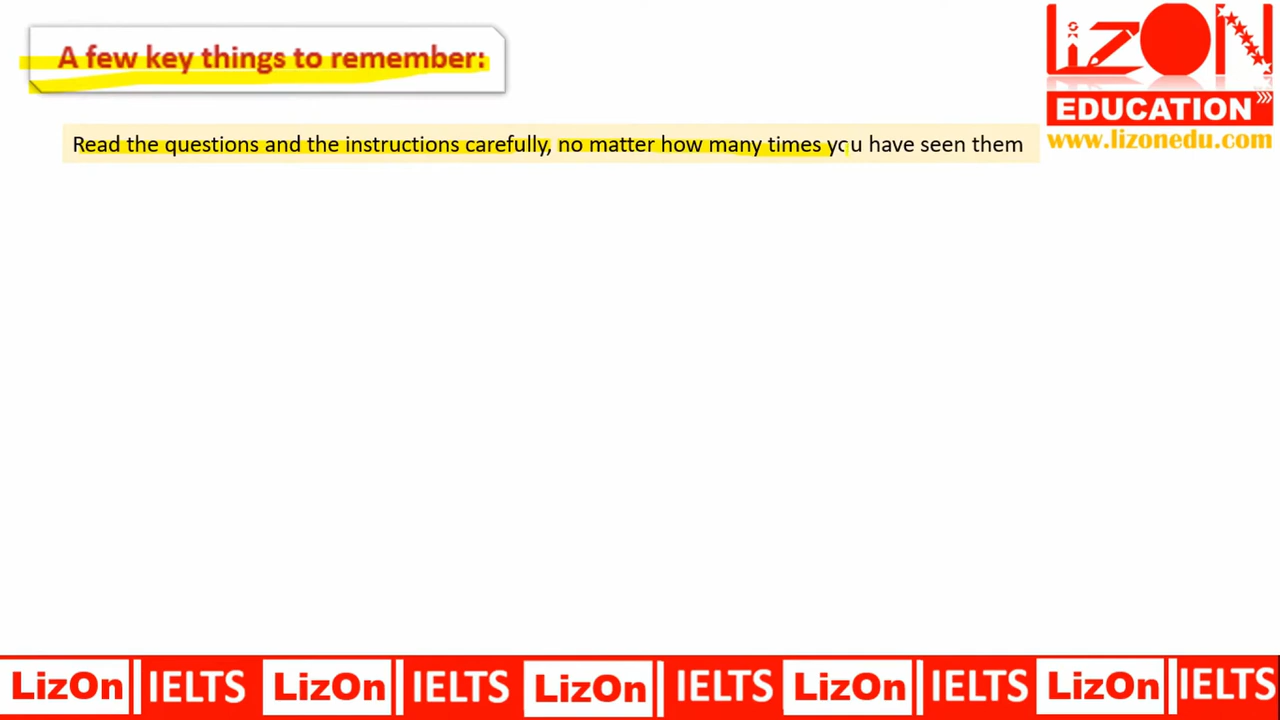 A few key things to remember:
LizON
EDUCATION
www.lizonedu.com
Read the questions and the instructions carefully, no matter how many times you have seen them
LizOn IELTS LizOn IELTS LizOn IELTS LizOn IELTS LizOn IELTS